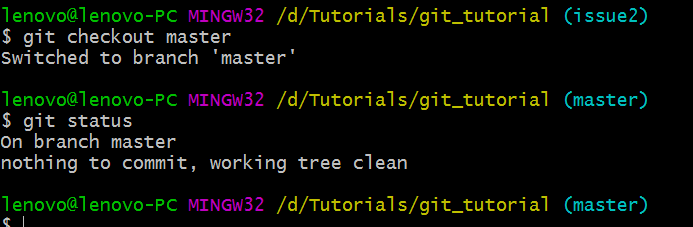 lenovo@lenovo-PC MINGW32 /d/Tutorials/git_tutorial (issue2)
$ git checkout master
Switched to branch 'master'
lenovo@lenovo-PC MINGW32 /d/Tutorials/git_tutorial (master)
$ git status
On branch master
nothing to commit, working tree clean
lenovo@lenovo-PC MINGW32 /d/Tutorials/git_tutorial (master)
$